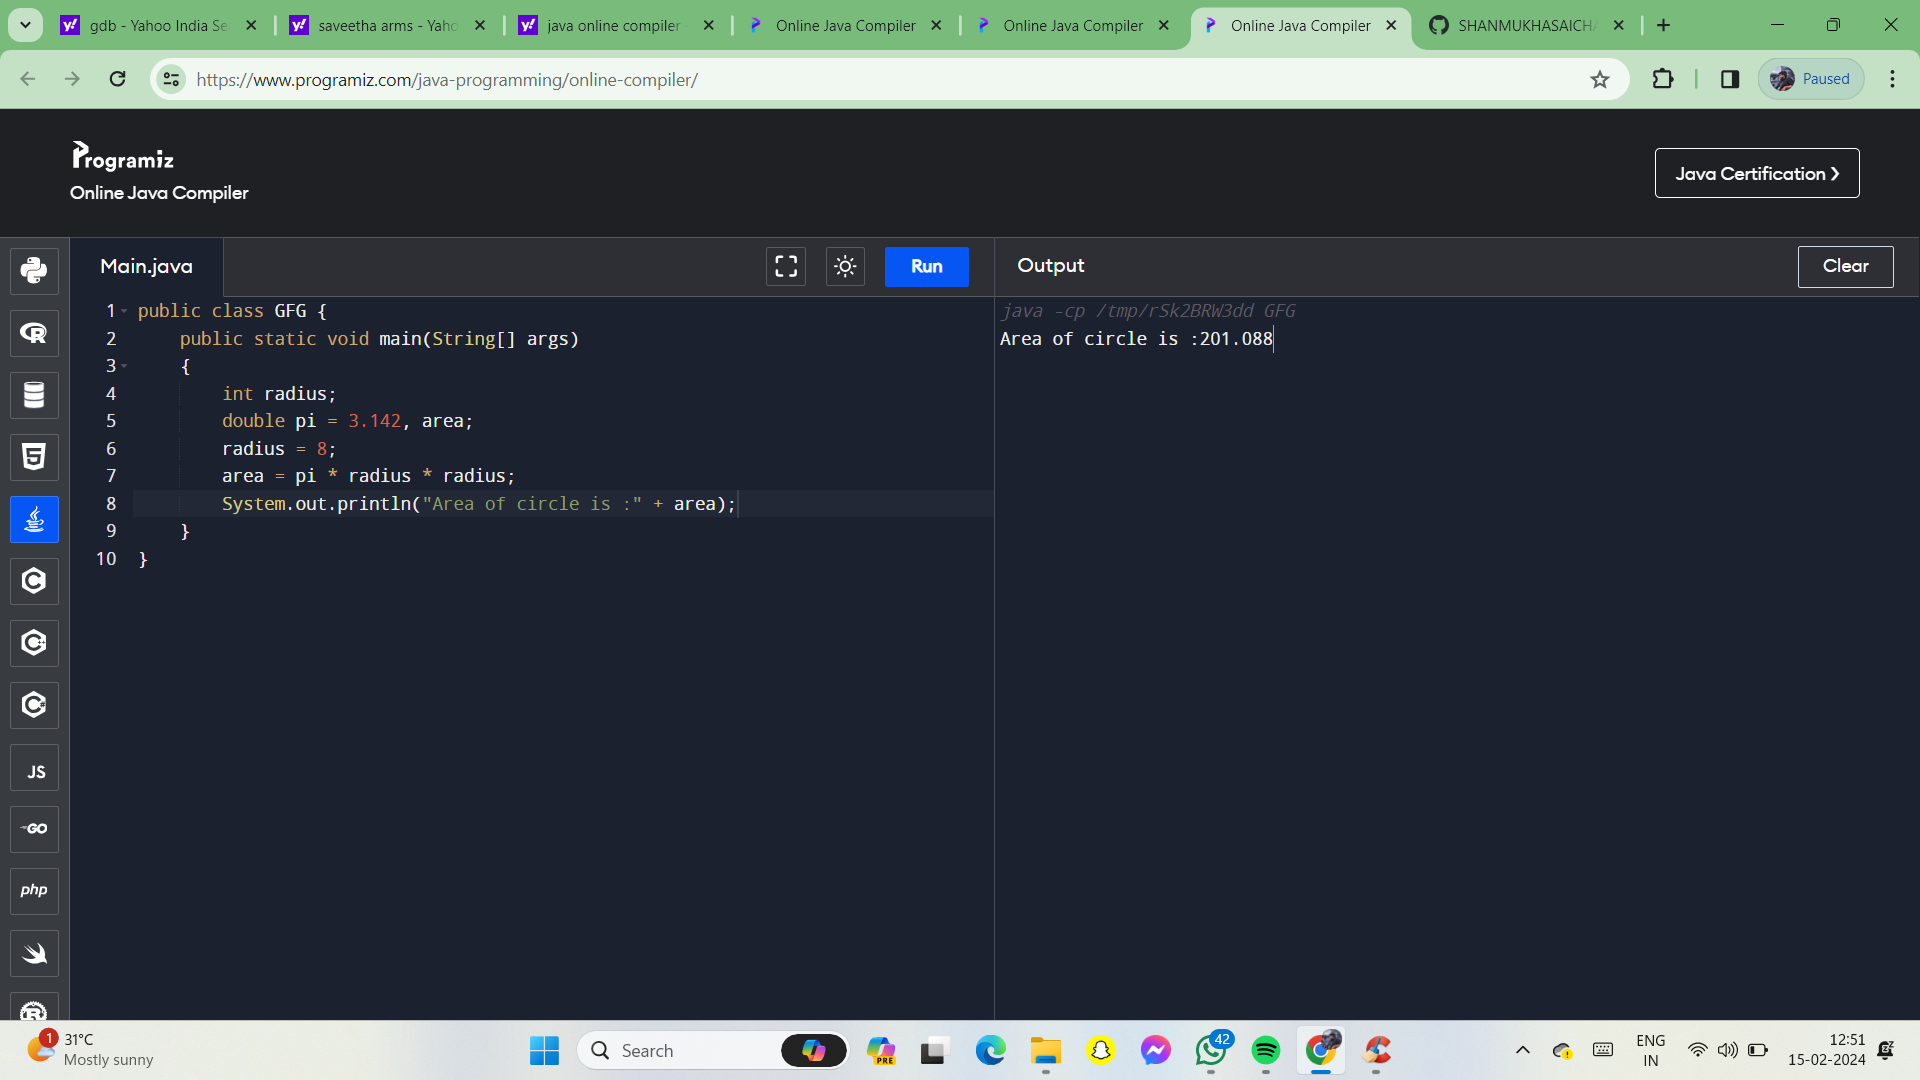 gdb - Yahoo India Se
saveetha arms - Yaho
java online compiler
Online Java Compiler
Online Java Compiler
Online Java Compiler
SHANMUKHASAICHA
https://www.programiz.com/java-programming/online-compiler/
Paused
Programiz
Online Java Compiler
Java Certification ❯
Main.java
Run
Output
Clear
1 public class GFG {
2 public static void main(String[] args)
3 {
4 int radius;
5 double pi = 3.142, area;
6 radius = 8;
7 area = pi * radius * radius;
8 System.out.println("Area of circle is :" + area);
9 }
10 }
java -cp /tmp/rSk2BRW3dd GFG
Area of circle is :201.088
JS
GO
php
1
31°C
Mostly sunny
Search
PRE
42
ENG
IN
12:51
15-02-2024